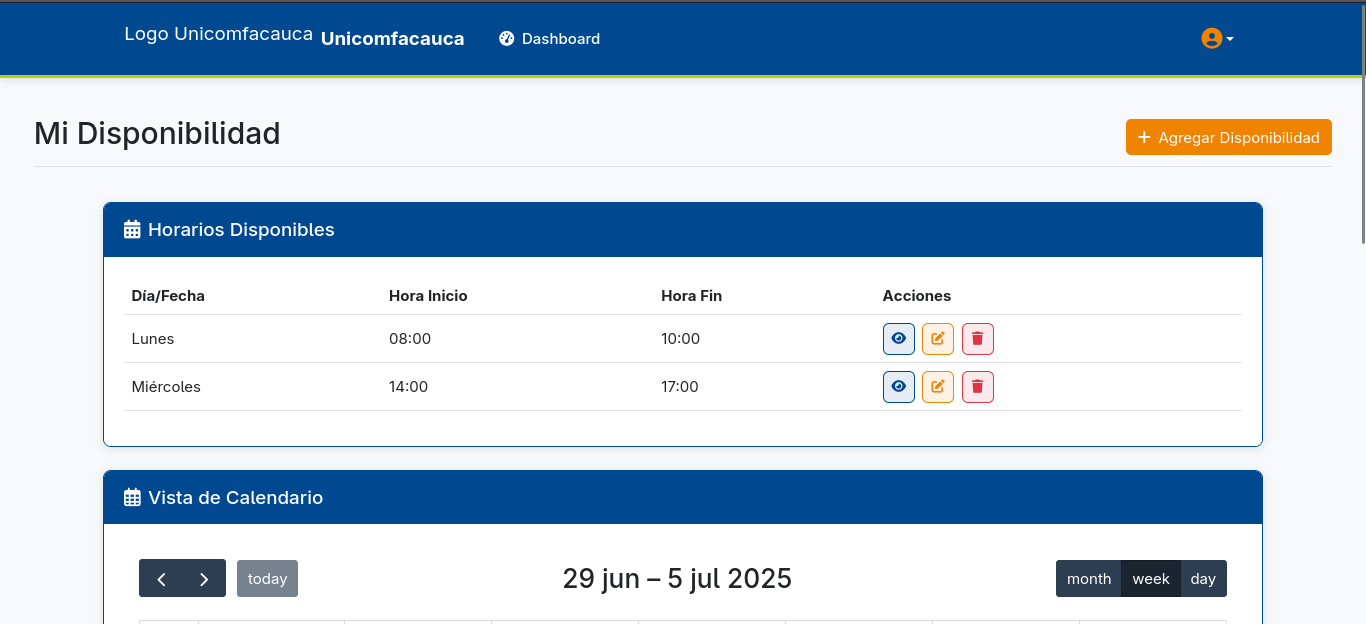 Logo Unicomfacauca Unicomfacauca Dashboard
Mi Disponibilidad
+ Agregar Disponibilidad
Horarios Disponibles
Día/Fecha Hora Inicio Hora Fin Acciones
Lunes 08:00 10:00
Miércoles 14:00 17:00
Vista de Calendario
today 29 jun – 5 jul 2025 month week day